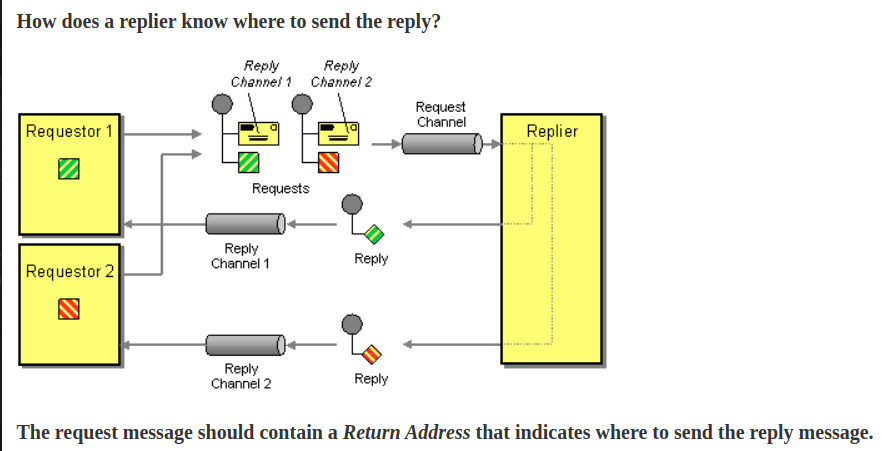 How does a replier know where to send the reply?
Reply
Channel 1
Reply
Channel 2
Request
Channel
Requestor 1
Replier
Requests
Reply
Channel 1
Reply
Requestor 2
Reply
Channel 2
Reply
The request message should contain a Return Address that indicates where to send the reply message.